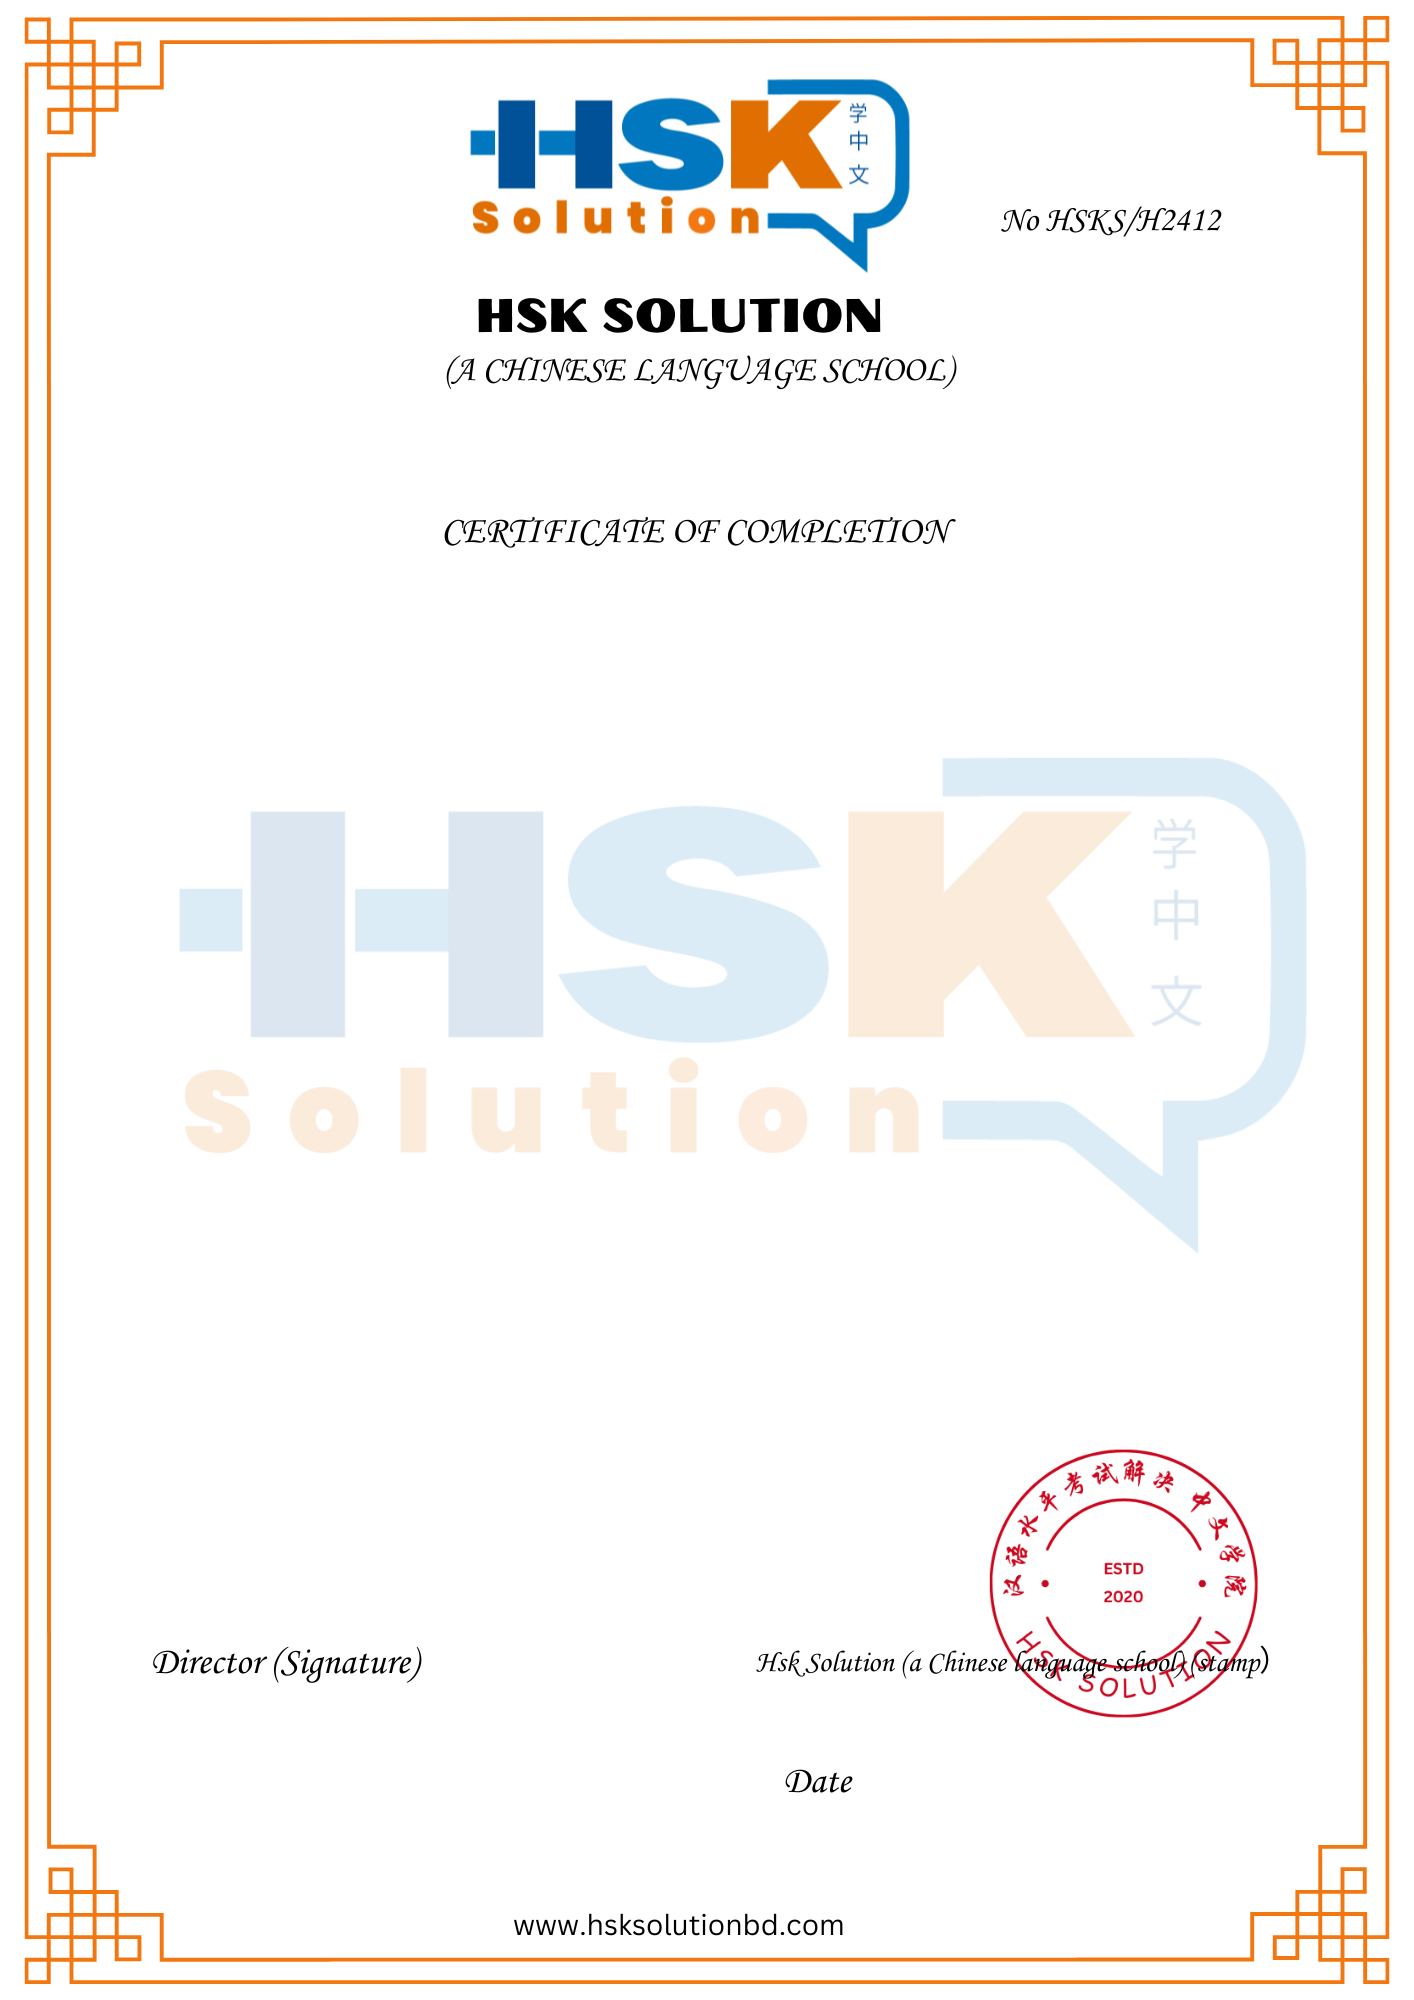 HSK
学中文
Solution
No HSKS/H2412
HSK SOLUTION
(A CHINESE LANGUAGE SCHOOL)
CERTIFICATE OF COMPLETION
HSK
学中文
Solution
汉语水平考试解决 中文学院
ESTD
2020
HSK SOLUTION
Director (Signature)
Hsk Solution (a Chinese language school) (stamp)
Date
www.hsksolutionbd.com